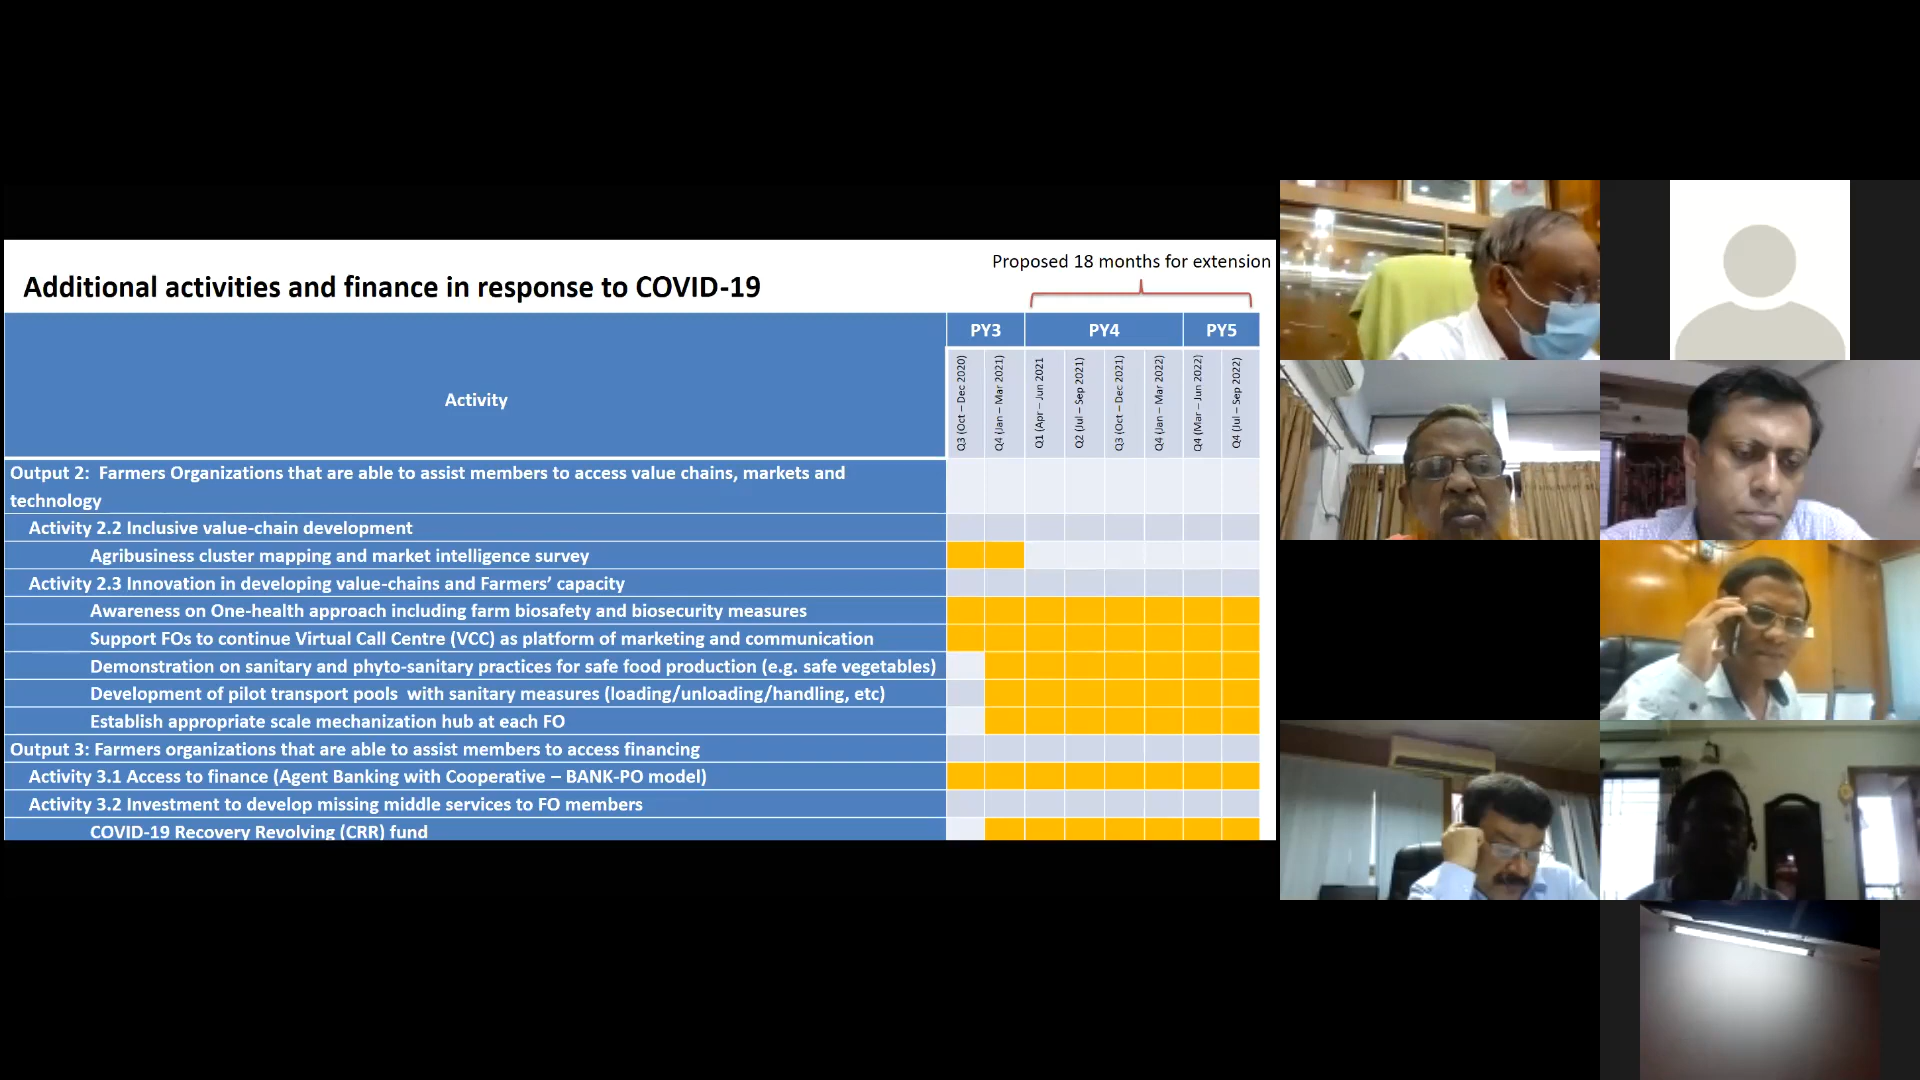 Proposed 18 months for extension
Additional activities and finance in response to COVID-19
Activity
PY3
PY4
PY5
Q3 (Oct – Dec 2020)
Q4 (Jan – Mar 2021)
Q1 (Apr – Jun 2021
Q2 (Jul – Sep 2021)
Q3 (Oct – Dec 2021)
Q4 (Jan – Mar 2022)
Q4 (Mar – Jun 2022)
Q4 (Jul – Sep 2022)
Output 2: Farmers Organizations that are able to assist members to access value chains, markets and
technology
Activity 2.2 Inclusive value-chain development
Agribusiness cluster mapping and market intelligence survey
Activity 2.3 Innovation in developing value-chains and Farmers’ capacity
Awareness on One-health approach including farm biosafety and biosecurity measures
Support FOs to continue Virtual Call Centre (VCC) as platform of marketing and communication
Demonstration on sanitary and phyto-sanitary practices for safe food production (e.g. safe vegetables)
Development of pilot transport pools with sanitary measures (loading/unloading/handling, etc)
Establish appropriate scale mechanization hub at each FO
Output 3: Farmers organizations that are able to assist members to access financing
Activity 3.1 Access to finance (Agent Banking with Cooperative – BANK-PO model)
Activity 3.2 Investment to develop missing middle services to FO members
COVID-19 Recovery Revolving (CRR) fund